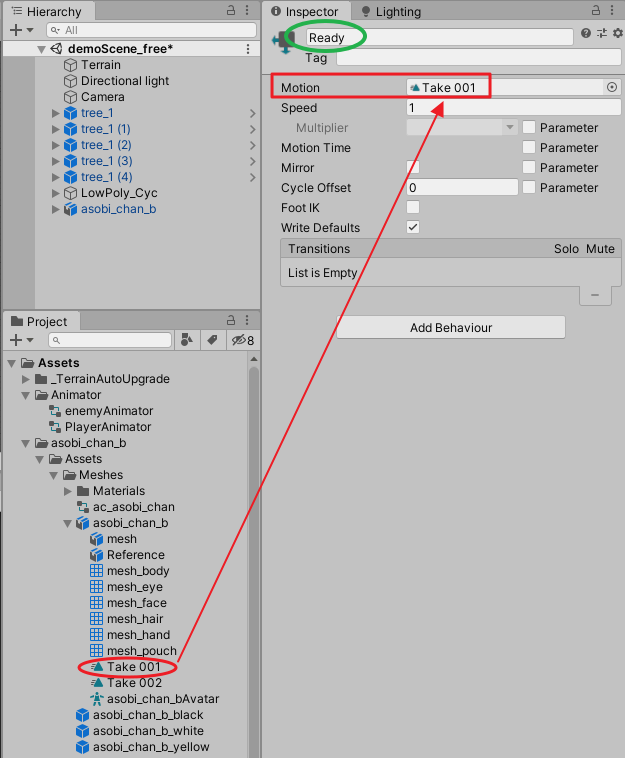 Hierarchy
All
demoScene_free*
Terrain
Directional light
Camera
tree_1
tree_1 (1)
tree_1 (2)
tree_1 (3)
tree_1 (4)
LowPoly_Cyc
asobi_chan_b
Project
8
Assets
_TerrainAutoUpgrade
Animator
enemyAnimator
PlayerAnimator
asobi_chan_b
Assets
Meshes
Materials
ac_asobi_chan
asobi_chan_b
mesh
Reference
mesh_body
mesh_eye
mesh_face
mesh_hair
mesh_hand
mesh_pouch
Take 001
Take 002
asobi_chan_bAvatar
asobi_chan_b_black
asobi_chan_b_white
asobi_chan_b_yellow
Inspector Lighting
Ready
Tag
Motion Take 001
Speed 1
Multiplier Parameter
Motion Time Parameter
Mirror Parameter
Cycle Offset 0 Parameter
Foot IK
Write Defaults
Transitions Solo Mute
List is Empty
Add Behaviour